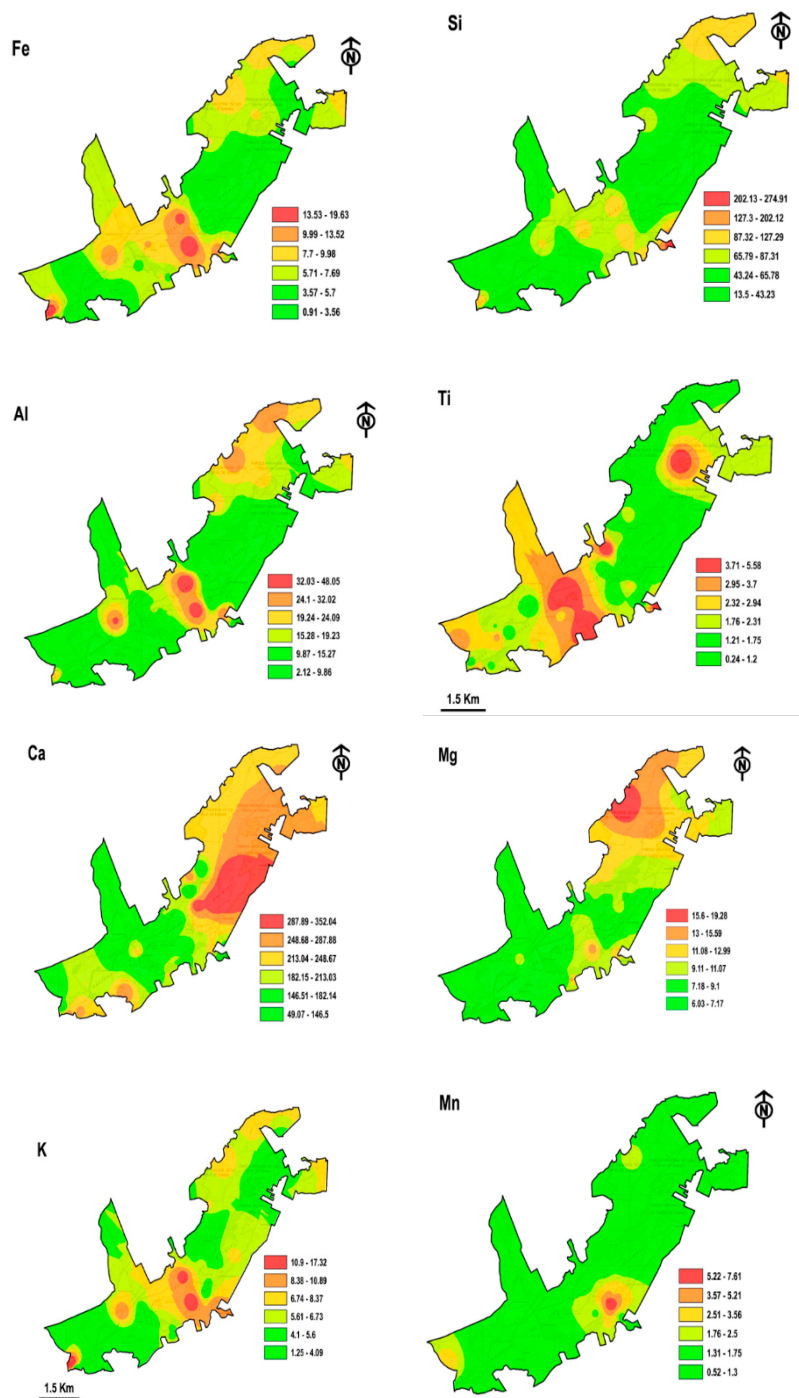 Fe
N
13.53 - 19.63
9.99 - 13.52
7.7 - 9.98
5.71 - 7.69
3.57 - 5.7
0.91 - 3.56
Si
N
202.13 - 274.91
127.3 - 202.12
87.32 - 127.29
65.79 - 87.31
43.24 - 65.78
13.5 - 43.23
Al
N
32.03 - 48.05
24.1 - 32.02
19.24 - 24.09
15.28 - 19.23
9.87 - 15.27
2.12 - 9.86
Ti
N
3.71 - 5.58
2.95 - 3.7
2.32 - 2.94
1.76 - 2.31
1.21 - 1.75
0.24 - 1.2
1.5 Km
Ca
N
287.89 - 352.04
248.68 - 287.88
213.04 - 248.67
182.15 - 213.03
146.51 - 182.14
49.07 - 146.5
Mg
N
15.6 - 19.28
13 - 15.59
11.08 - 12.99
9.11 - 11.07
7.18 - 9.1
6.03 - 7.17
K
10.9 - 17.32
8.38 - 10.89
6.74 - 8.37
5.61 - 6.73
4.1 - 5.6
1.25 - 4.09
1.5 Km
Mn
N
5.22 - 7.61
3.57 - 5.21
2.51 - 3.56
1.76 - 2.5
1.31 - 1.75
0.52 - 1.3